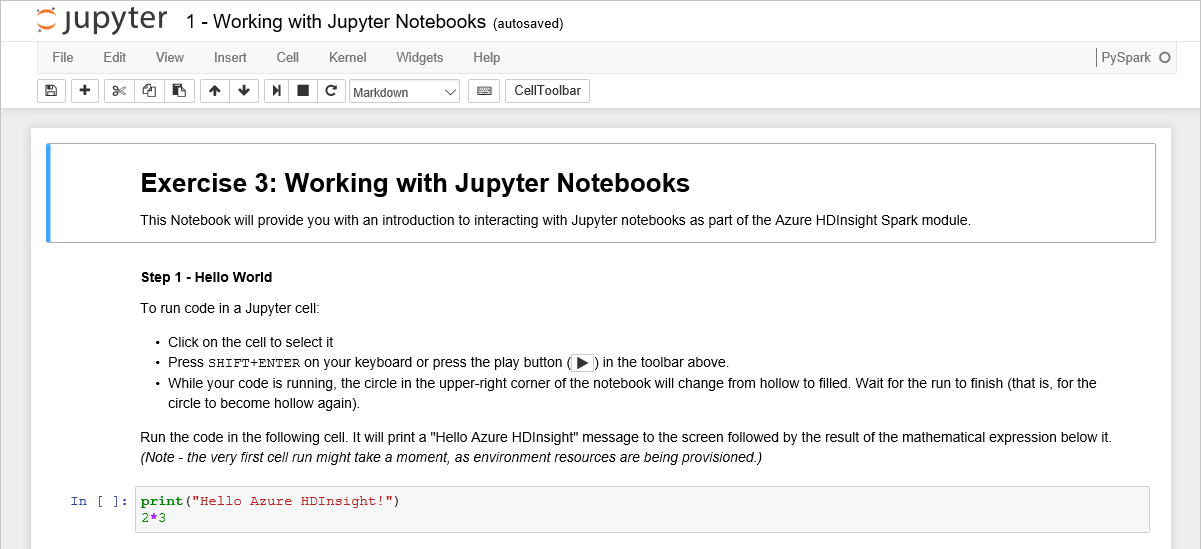 jupyter 1 - Working with Jupyter Notebooks (autosaved)
File Edit View Insert Cell Kernel Widgets Help PySpark
Markdown CellToolbar
Exercise 3: Working with Jupyter Notebooks
This Notebook will provide you with an introduction to interacting with Jupyter notebooks as part of the Azure HDInsight Spark module.
Step 1 - Hello World
To run code in a Jupyter cell:
• Click on the cell to select it
• Press SHIFT+ENTER on your keyboard or press the play button (▶) in the toolbar above.
• While your code is running, the circle in the upper-right corner of the notebook will change from hollow to filled. Wait for the run to finish (that is, for the
circle to become hollow again).
Run the code in the following cell. It will print a "Hello Azure HDInsight" message to the screen followed by the result of the mathematical expression below it.
(Note - the very first cell run might take a moment, as environment resources are being provisioned.)
In [ ]: print("Hello Azure HDInsight!")
2*3